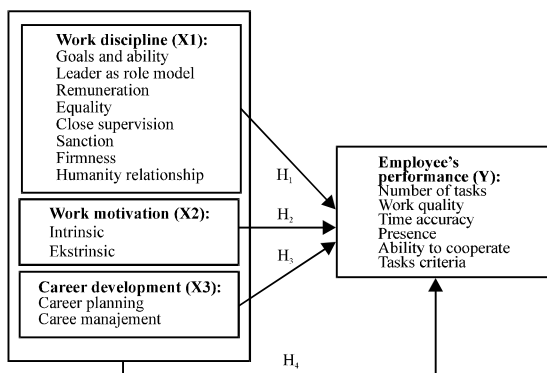 Work discipline (X1):
Goals and ability
Leader as role model
Remuneration
Equality
Close supervision
Sanction
Firmness
Humanity relationship
Work motivation (X2):
Intrinsic
Ekstrinsic
Career development (X3):
Career planning
Caree manajement
H1
H2
H3
H4
Employee's
performance (Y):
Number of tasks
Work quality
Time accuracy
Presence
Ability to cooperate
Tasks criteria